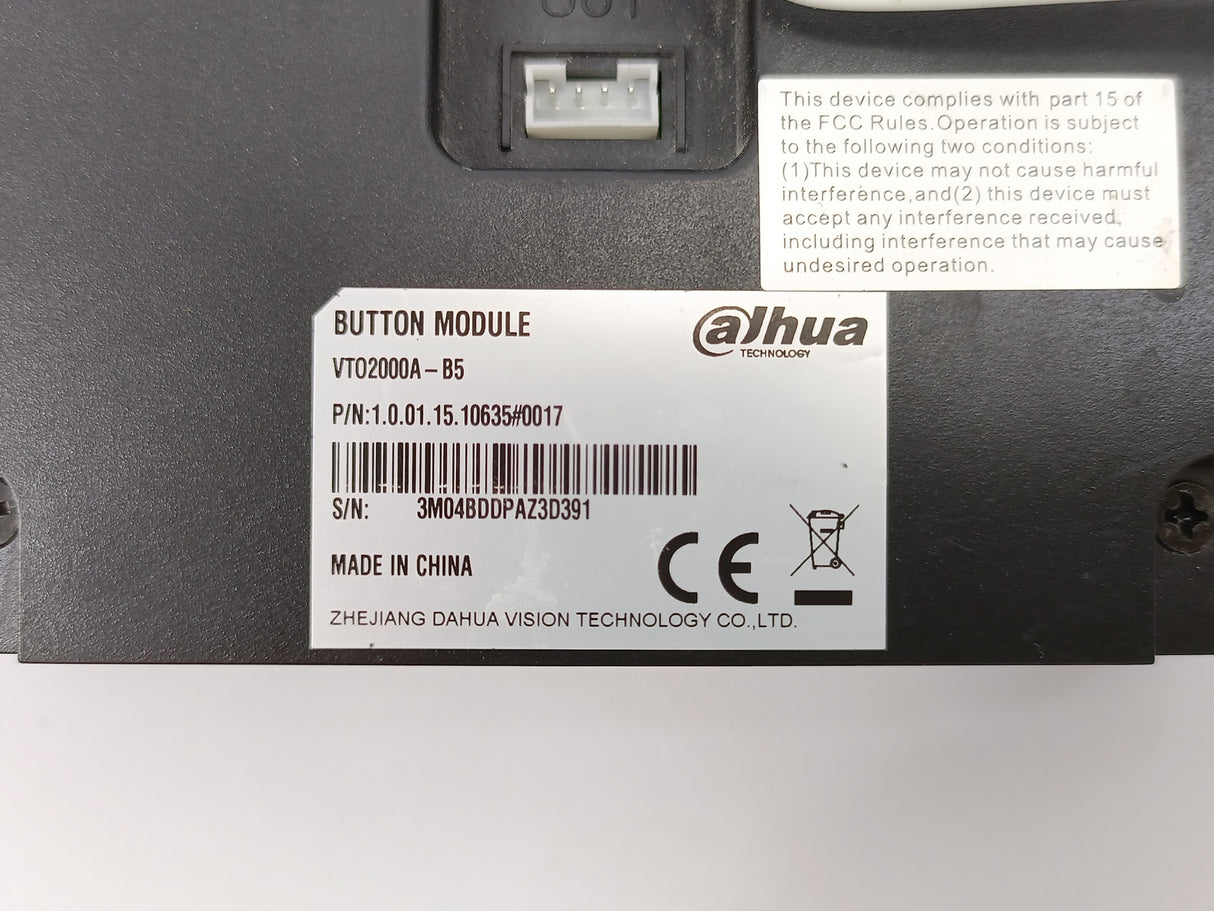 OUT
This device complies with part 15 of
the FCC Rules.Operation is subject
to the following two conditions:
(1)This device may not cause harmful
interference,and(2) this device must
accept any interference received,
including interference that may cause
undesired operation.
BUTTON MODULE
alhua
TECHNOLOGY
VTO2000A-B5
P/N:1.0.01.15.10635#0017
S/N: 3M04BDDPAZ3D391
MADE IN CHINA
CE
ZHEJIANG DAHUA VISION TECHNOLOGY CO.,LTD.